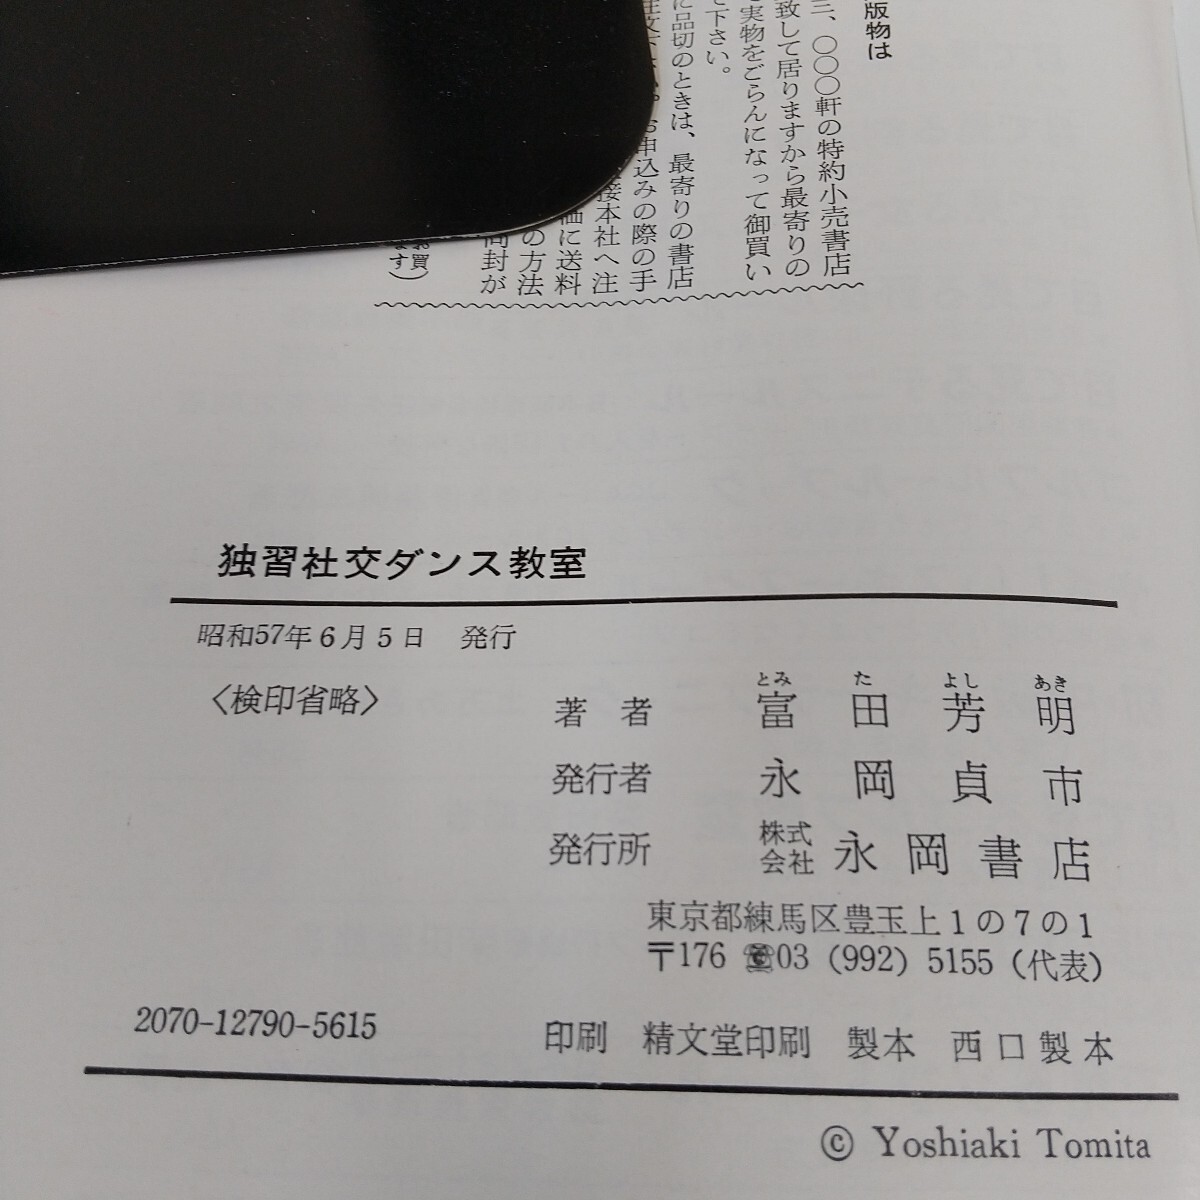 版物は
三、〇〇〇軒の特約小売書店
致して居りますから最寄りの
実物をごらんになって御買い
て下さい。
に品切のときは、最寄りの書店
お申込みの際の手
接本社へ注
価に送料
の方法
同封が
お買
ます)
独習社交ダンス教室
昭和57年6月5日 発行
〈検印省略〉
とみ た よし あき
著者 富田芳明
発行者 永岡貞市
発行所 株式会社 永岡書店
東京都練馬区豊玉上1の7の1
〒176 ☎03 (992) 5155 (代表)
2070-12790-5615
印刷 精文堂印刷 製本 西口製本
© Yoshiaki Tomita